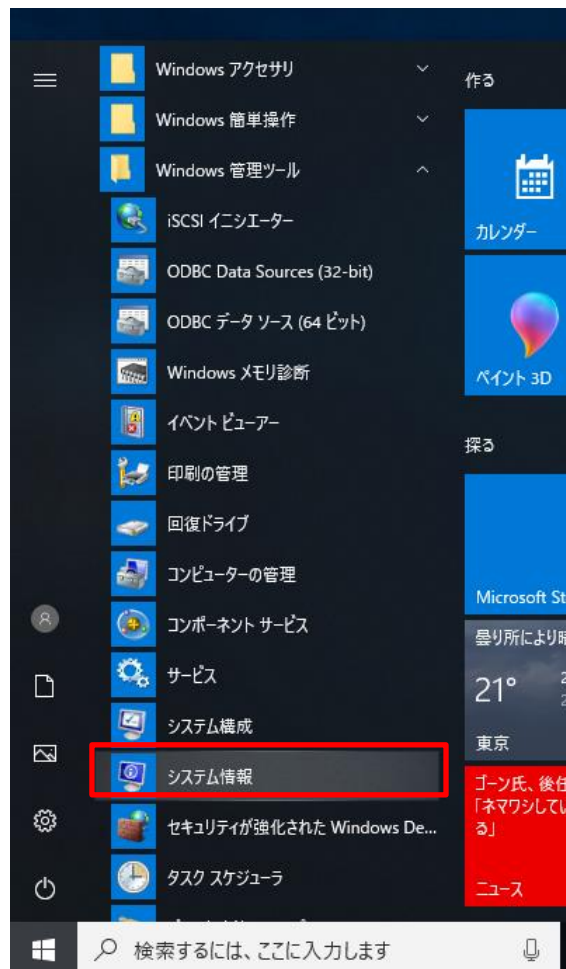 Windows アクセサリ
Windows 簡単操作
Windows 管理ツール
iSCSI イニシエーター
ODBC Data Sources (32-bit)
ODBC データ ソース (64 ビット)
Windows メモリ診断
イベント ビューアー
印刷の管理
回復ドライブ
コンピューターの管理
コンポーネント サービス
サービス
システム構成
システム情報
セキュリティが強化された Windows De...
タスク スケジューラ
作る
カレンダー
ペイント 3D
探る
Microsoft St
曇り所により晴
21°
東京
ゴーン氏、後任
「ネマワシしてい
る」
ニュース
検索するには、ここに入力します